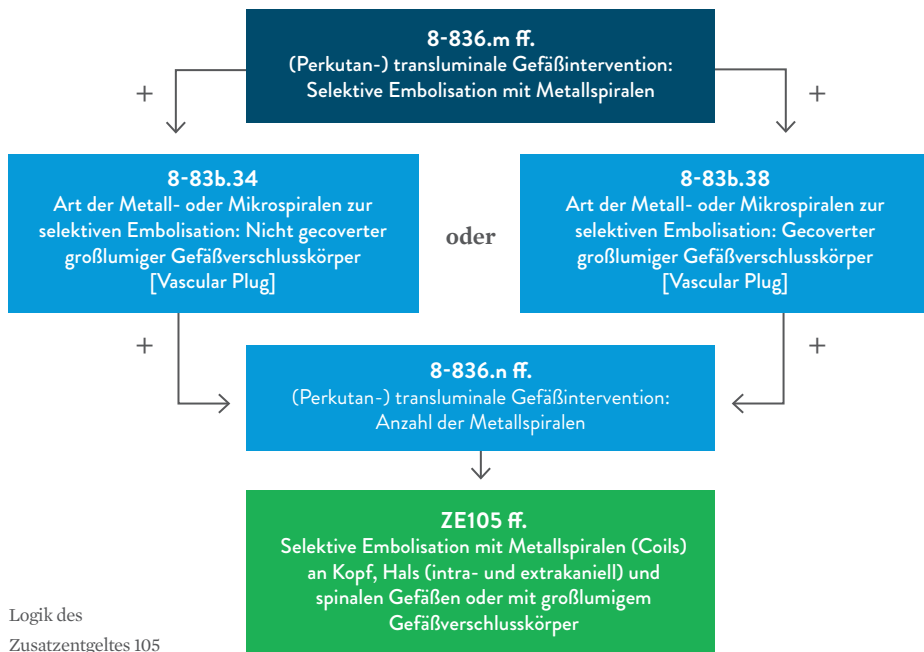 8-836.m ff.
(Perkutan-) transluminale Gefäßintervention:
Selektive Embolisation mit Metallspiralen
+
+
8-83b.34
Art der Metall- oder Mikrospiralen zur
selektiven Embolisation: Nicht gecoverter
großlumiger Gefäßverschlusskörper
[Vascular Plug]
oder
8-83b.38
Art der Metall- oder Mikrospiralen zur
selektiven Embolisation: Gecoverter
großlumiger Gefäßverschlusskörper
[Vascular Plug]
+
+
8-836.n ff.
(Perkutan-) transluminale Gefäßintervention:
Anzahl der Metallspiralen
ZE105 ff.
Selektive Embolisation mit Metallspiralen (Coils)
an Kopf, Hals (intra- und extrakaniell) und
spinalen Gefäßen oder mit großlumigem
Gefäßverschlusskörper
Logik des
Zusatzentgeltes 105